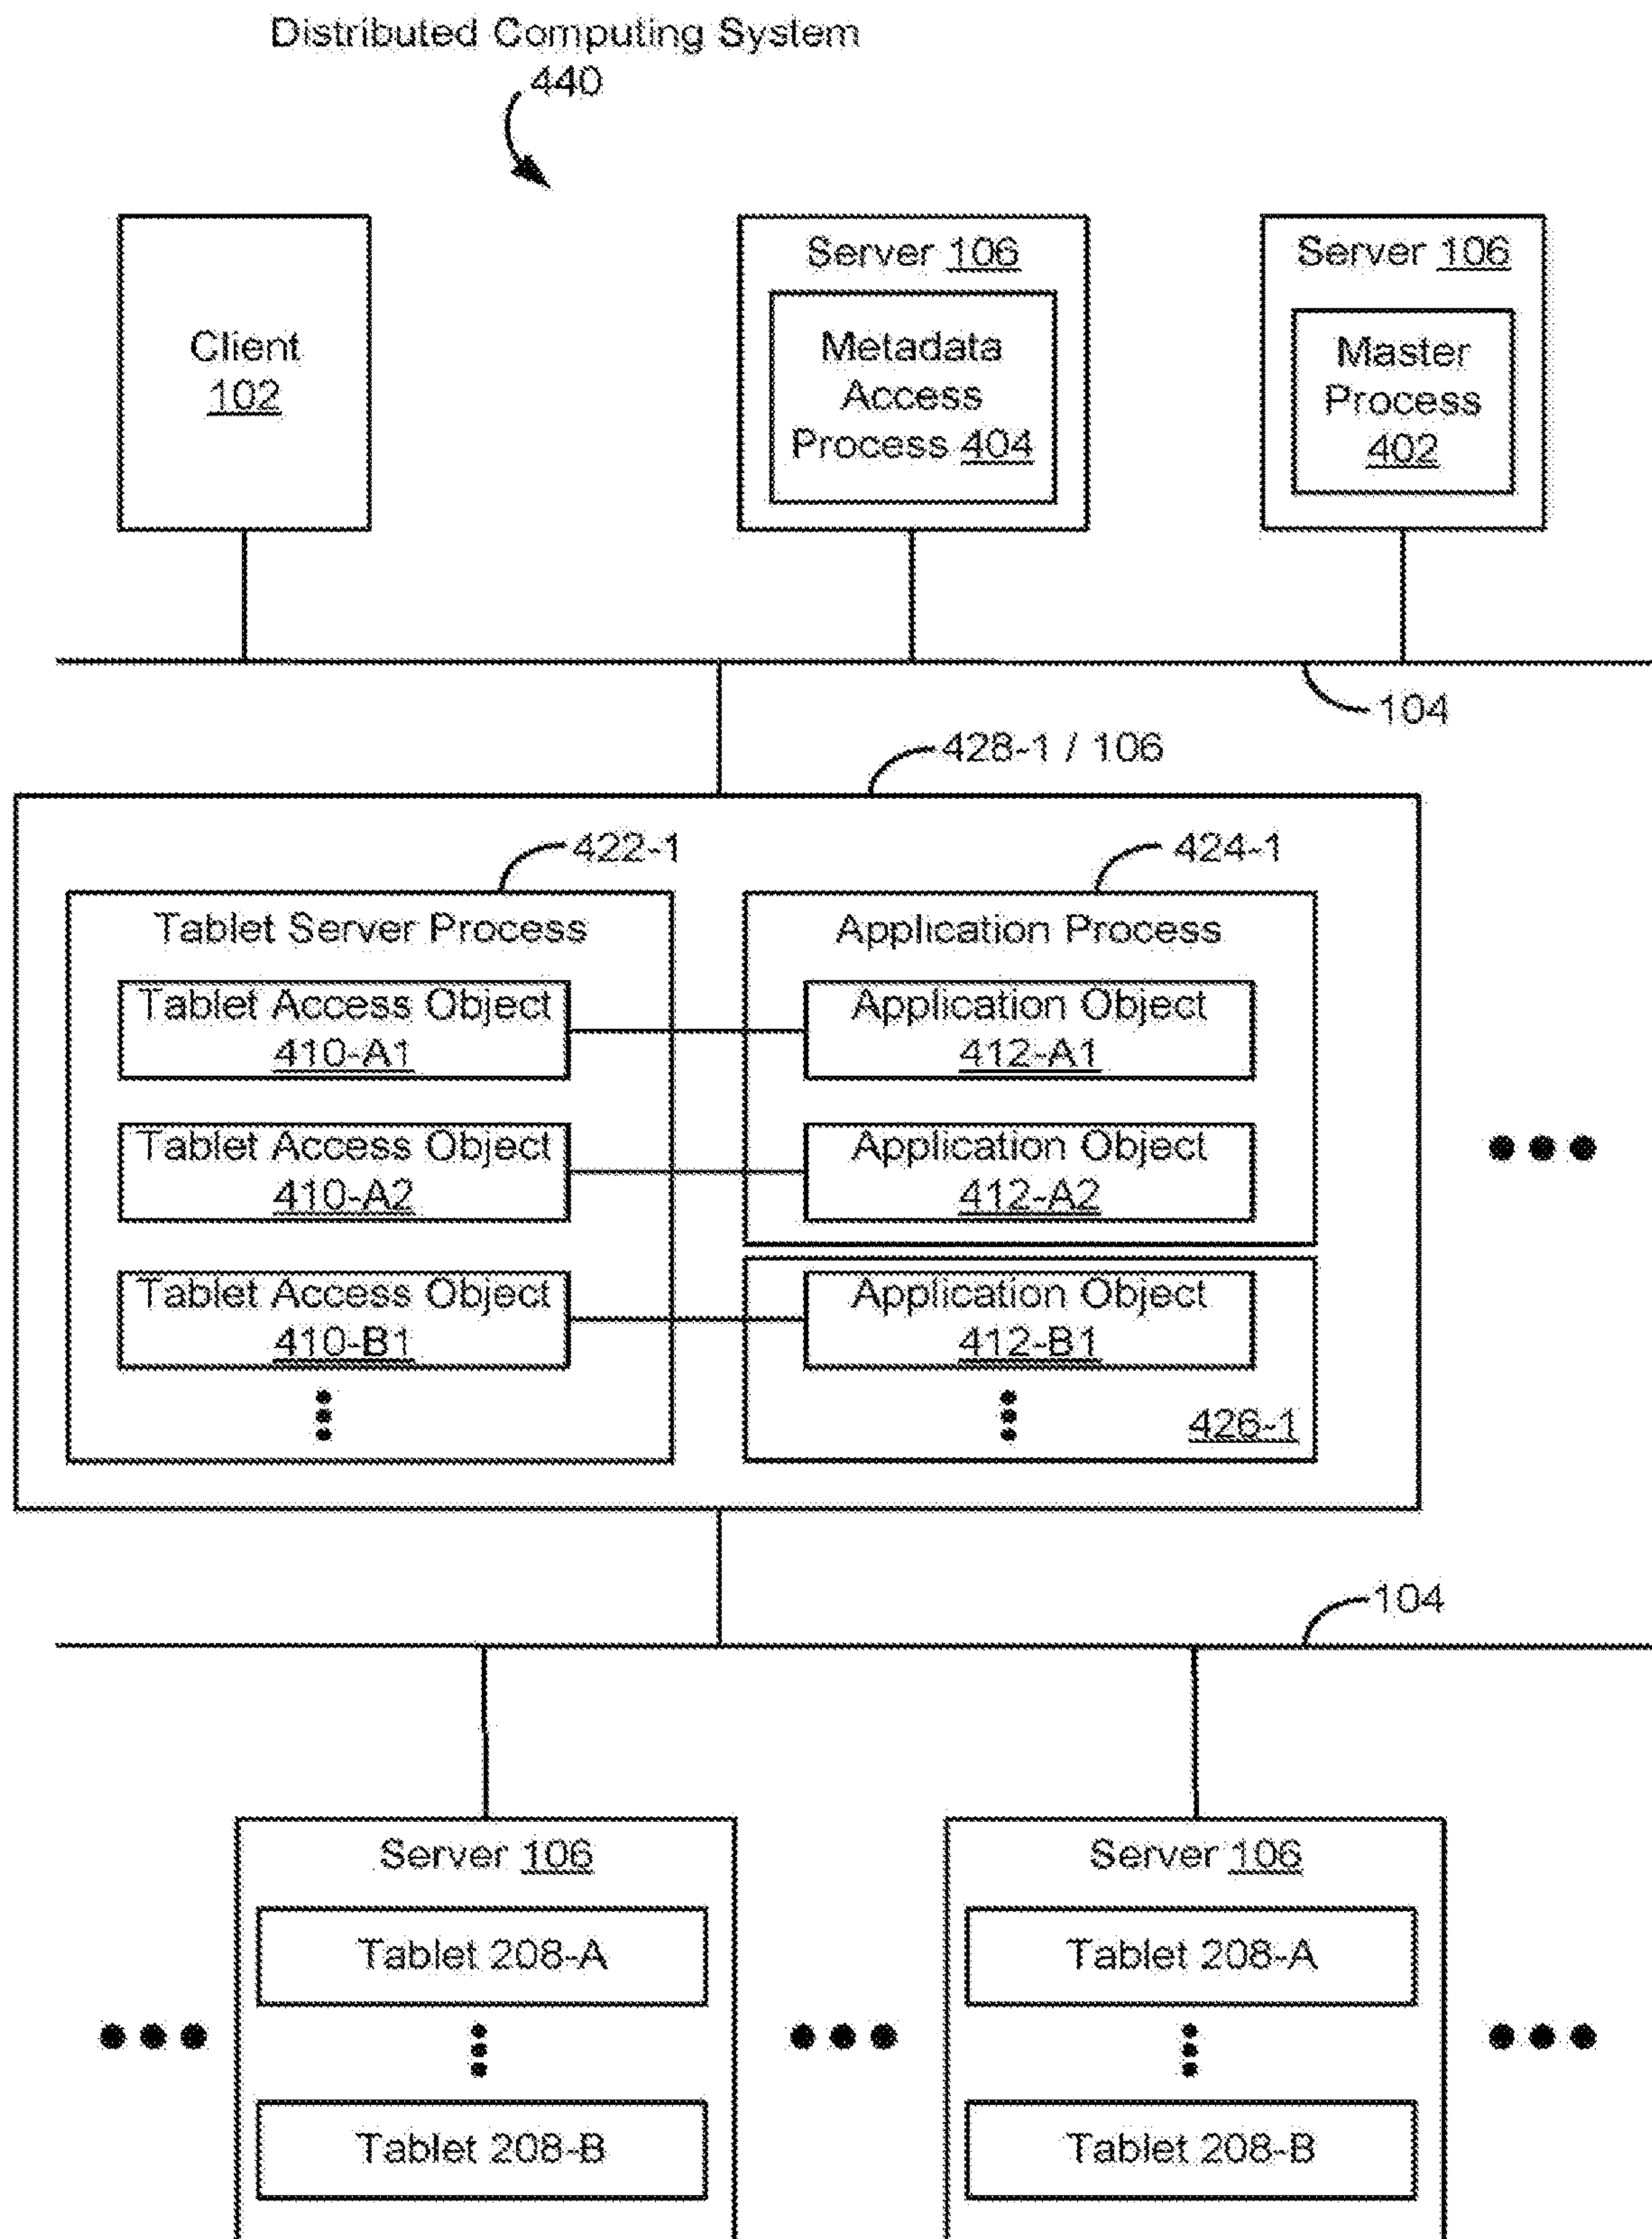 Distributed Computing System
440
Client
102
Server 106
Metadata
Access
Process 404
Server 106
Master
Process
402
104
428-1 / 106
422-1
Tablet Server Process
Tablet Access Object
410-A1
Tablet Access Object
410-A2
Tablet Access Object
410-B1
424-1
Application Process
Application Object
412-A1
Application Object
412-A2
Application Object
412-B1
426-1
104
Server 106
Tablet 208-A
Tablet 208-B
Server 106
Tablet 208-A
Tablet 208-B